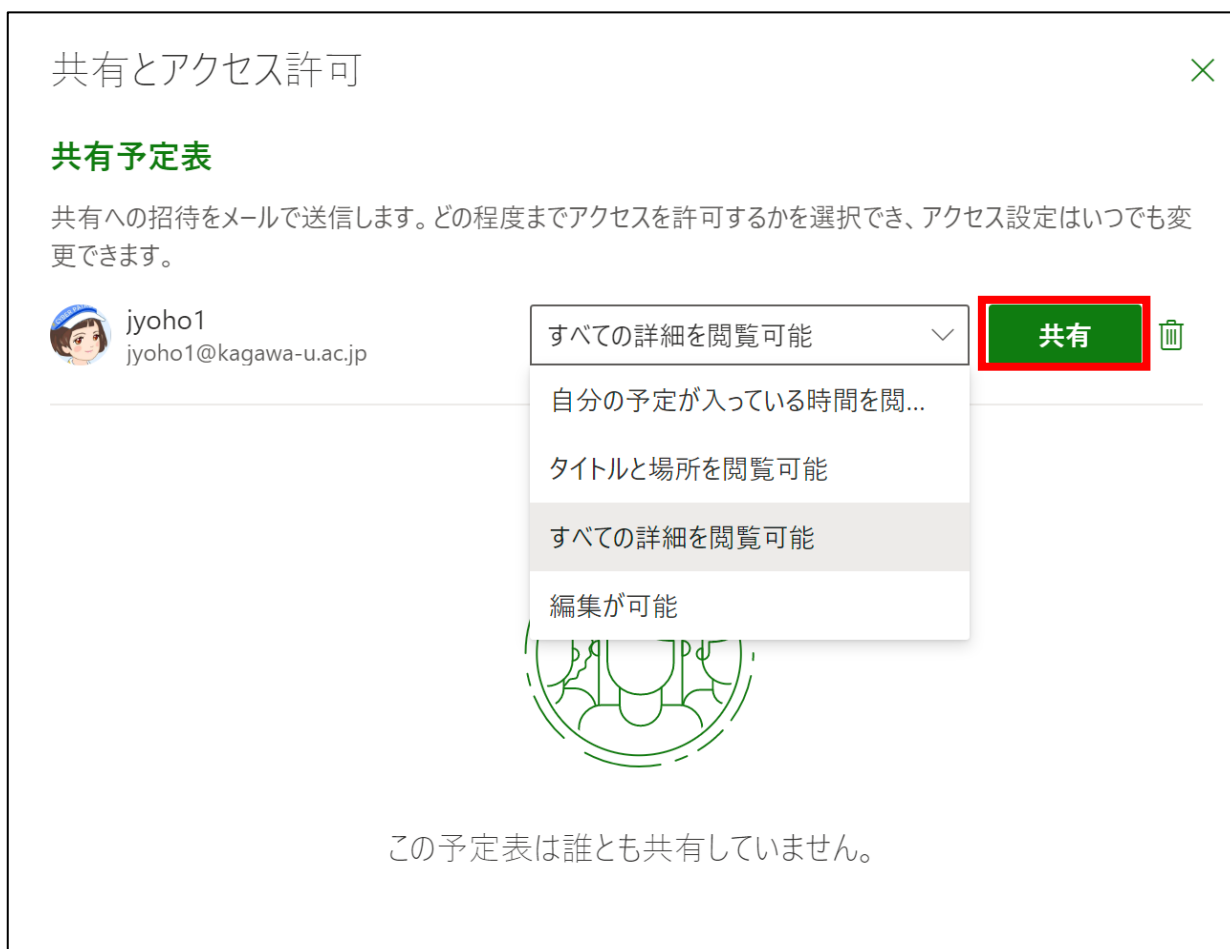 共有とアクセス許可
共有予定表
共有への招待をメールで送信します。どの程度までアクセスを許可するかを選択でき、アクセス設定はいつでも変
更できます。
jyoho1
jyoho1@kagawa-u.ac.jp
すべての詳細を閲覧可能
共有
自分の予定が入っている時間を閲...
タイトルと場所を閲覧可能
すべての詳細を閲覧可能
編集が可能
この予定表は誰とも共有していません。